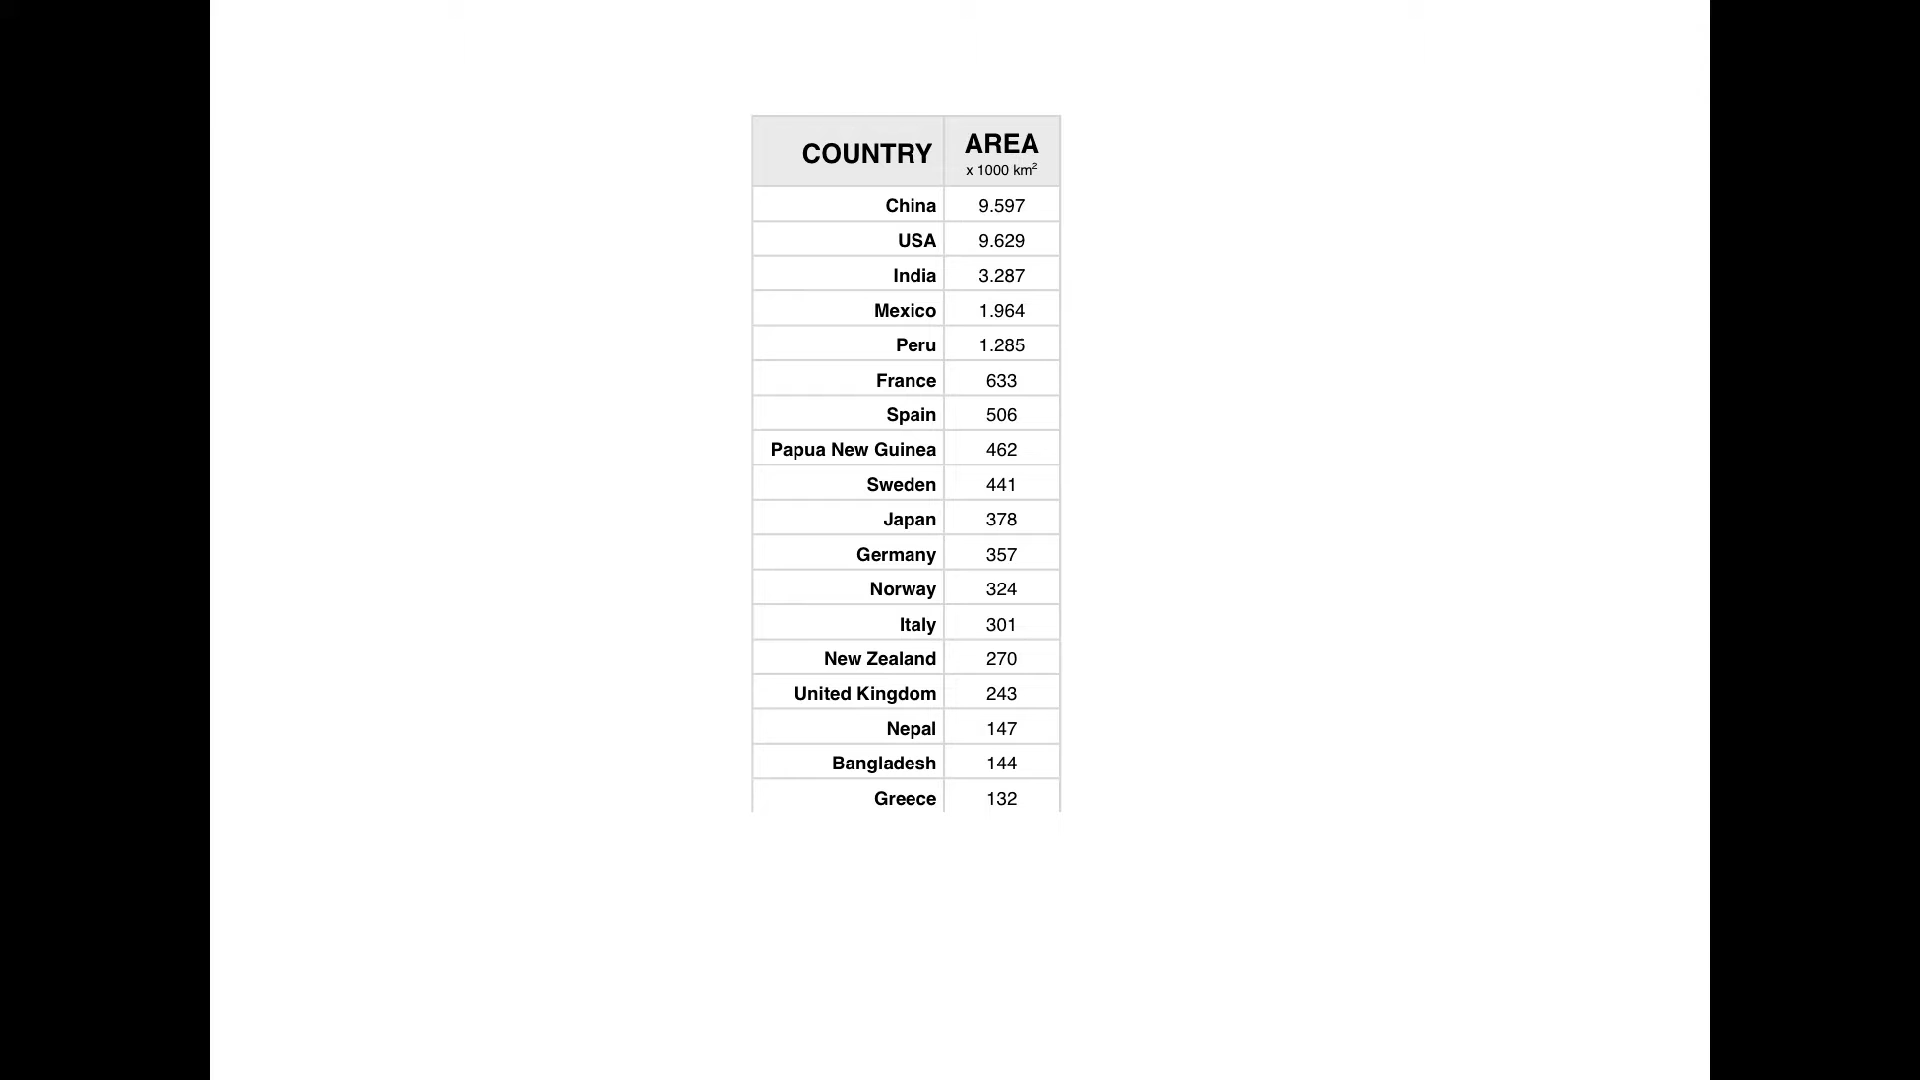 COUNTRY AREA
x 1000 km²
China 9.597
USA 9.629
India 3.287
Mexico 1.964
Peru 1.285
France 633
Spain 506
Papua New Guinea 462
Sweden 441
Japan 378
Germany 357
Norway 324
Italy 301
New Zealand 270
United Kingdom 243
Nepal 147
Bangladesh 144
Greece 132